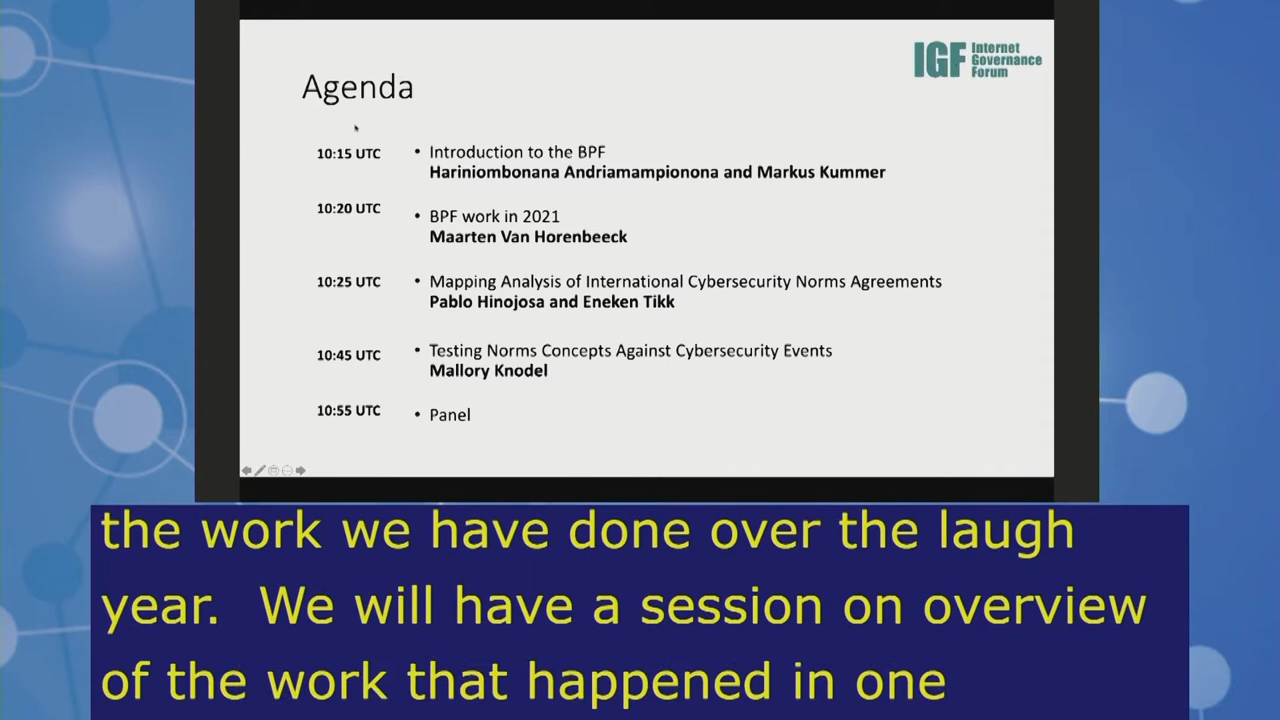 IGF Internet
Governance
Forum
Agenda
10:15 UTC • Introduction to the BPF
Hariniombonana Andriamampionona and Markus Kummer
10:20 UTC • BPF work in 2021
Maarten Van Horenbeeck
10:25 UTC • Mapping Analysis of International Cybersecurity Norms Agreements
Pablo Hinojosa and Eneken Tikk
10:45 UTC • Testing Norms Concepts Against Cybersecurity Events
Mallory Knodel
10:55 UTC • Panel
the work we have done over the laugh
year. We will have a session on overview
of the work that happened in one